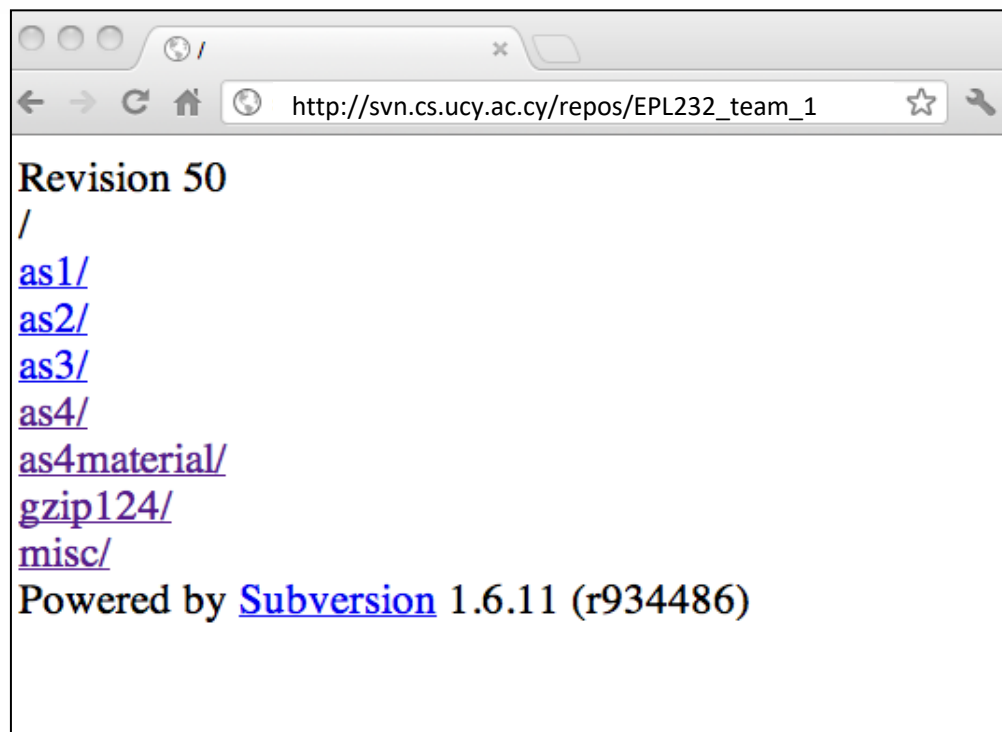 /
http://svn.cs.ucy.ac.cy/repos/EPL232_team_1
Revision 50
/
as1/
as2/
as3/
as4/
as4material/
gzip124/
misc/
Powered by Subversion 1.6.11 (r934486)